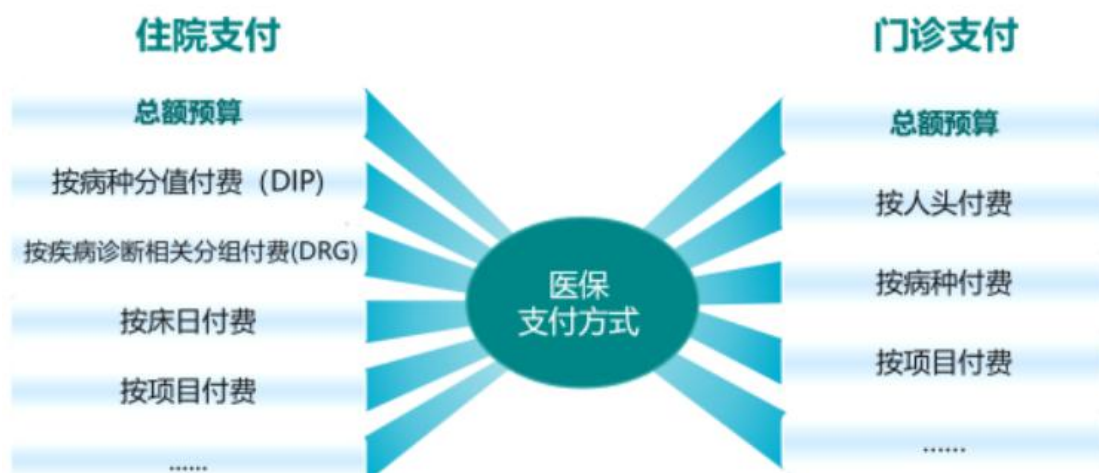 住院支付
总额预算
按病种分值付费（DIP)
按疾病诊断相关分组付费(DRG)
按床日付费
按项目付费
......
医保
支付方式
门诊支付
总额预算
按人头付费
按病种付费
按项目付费
......